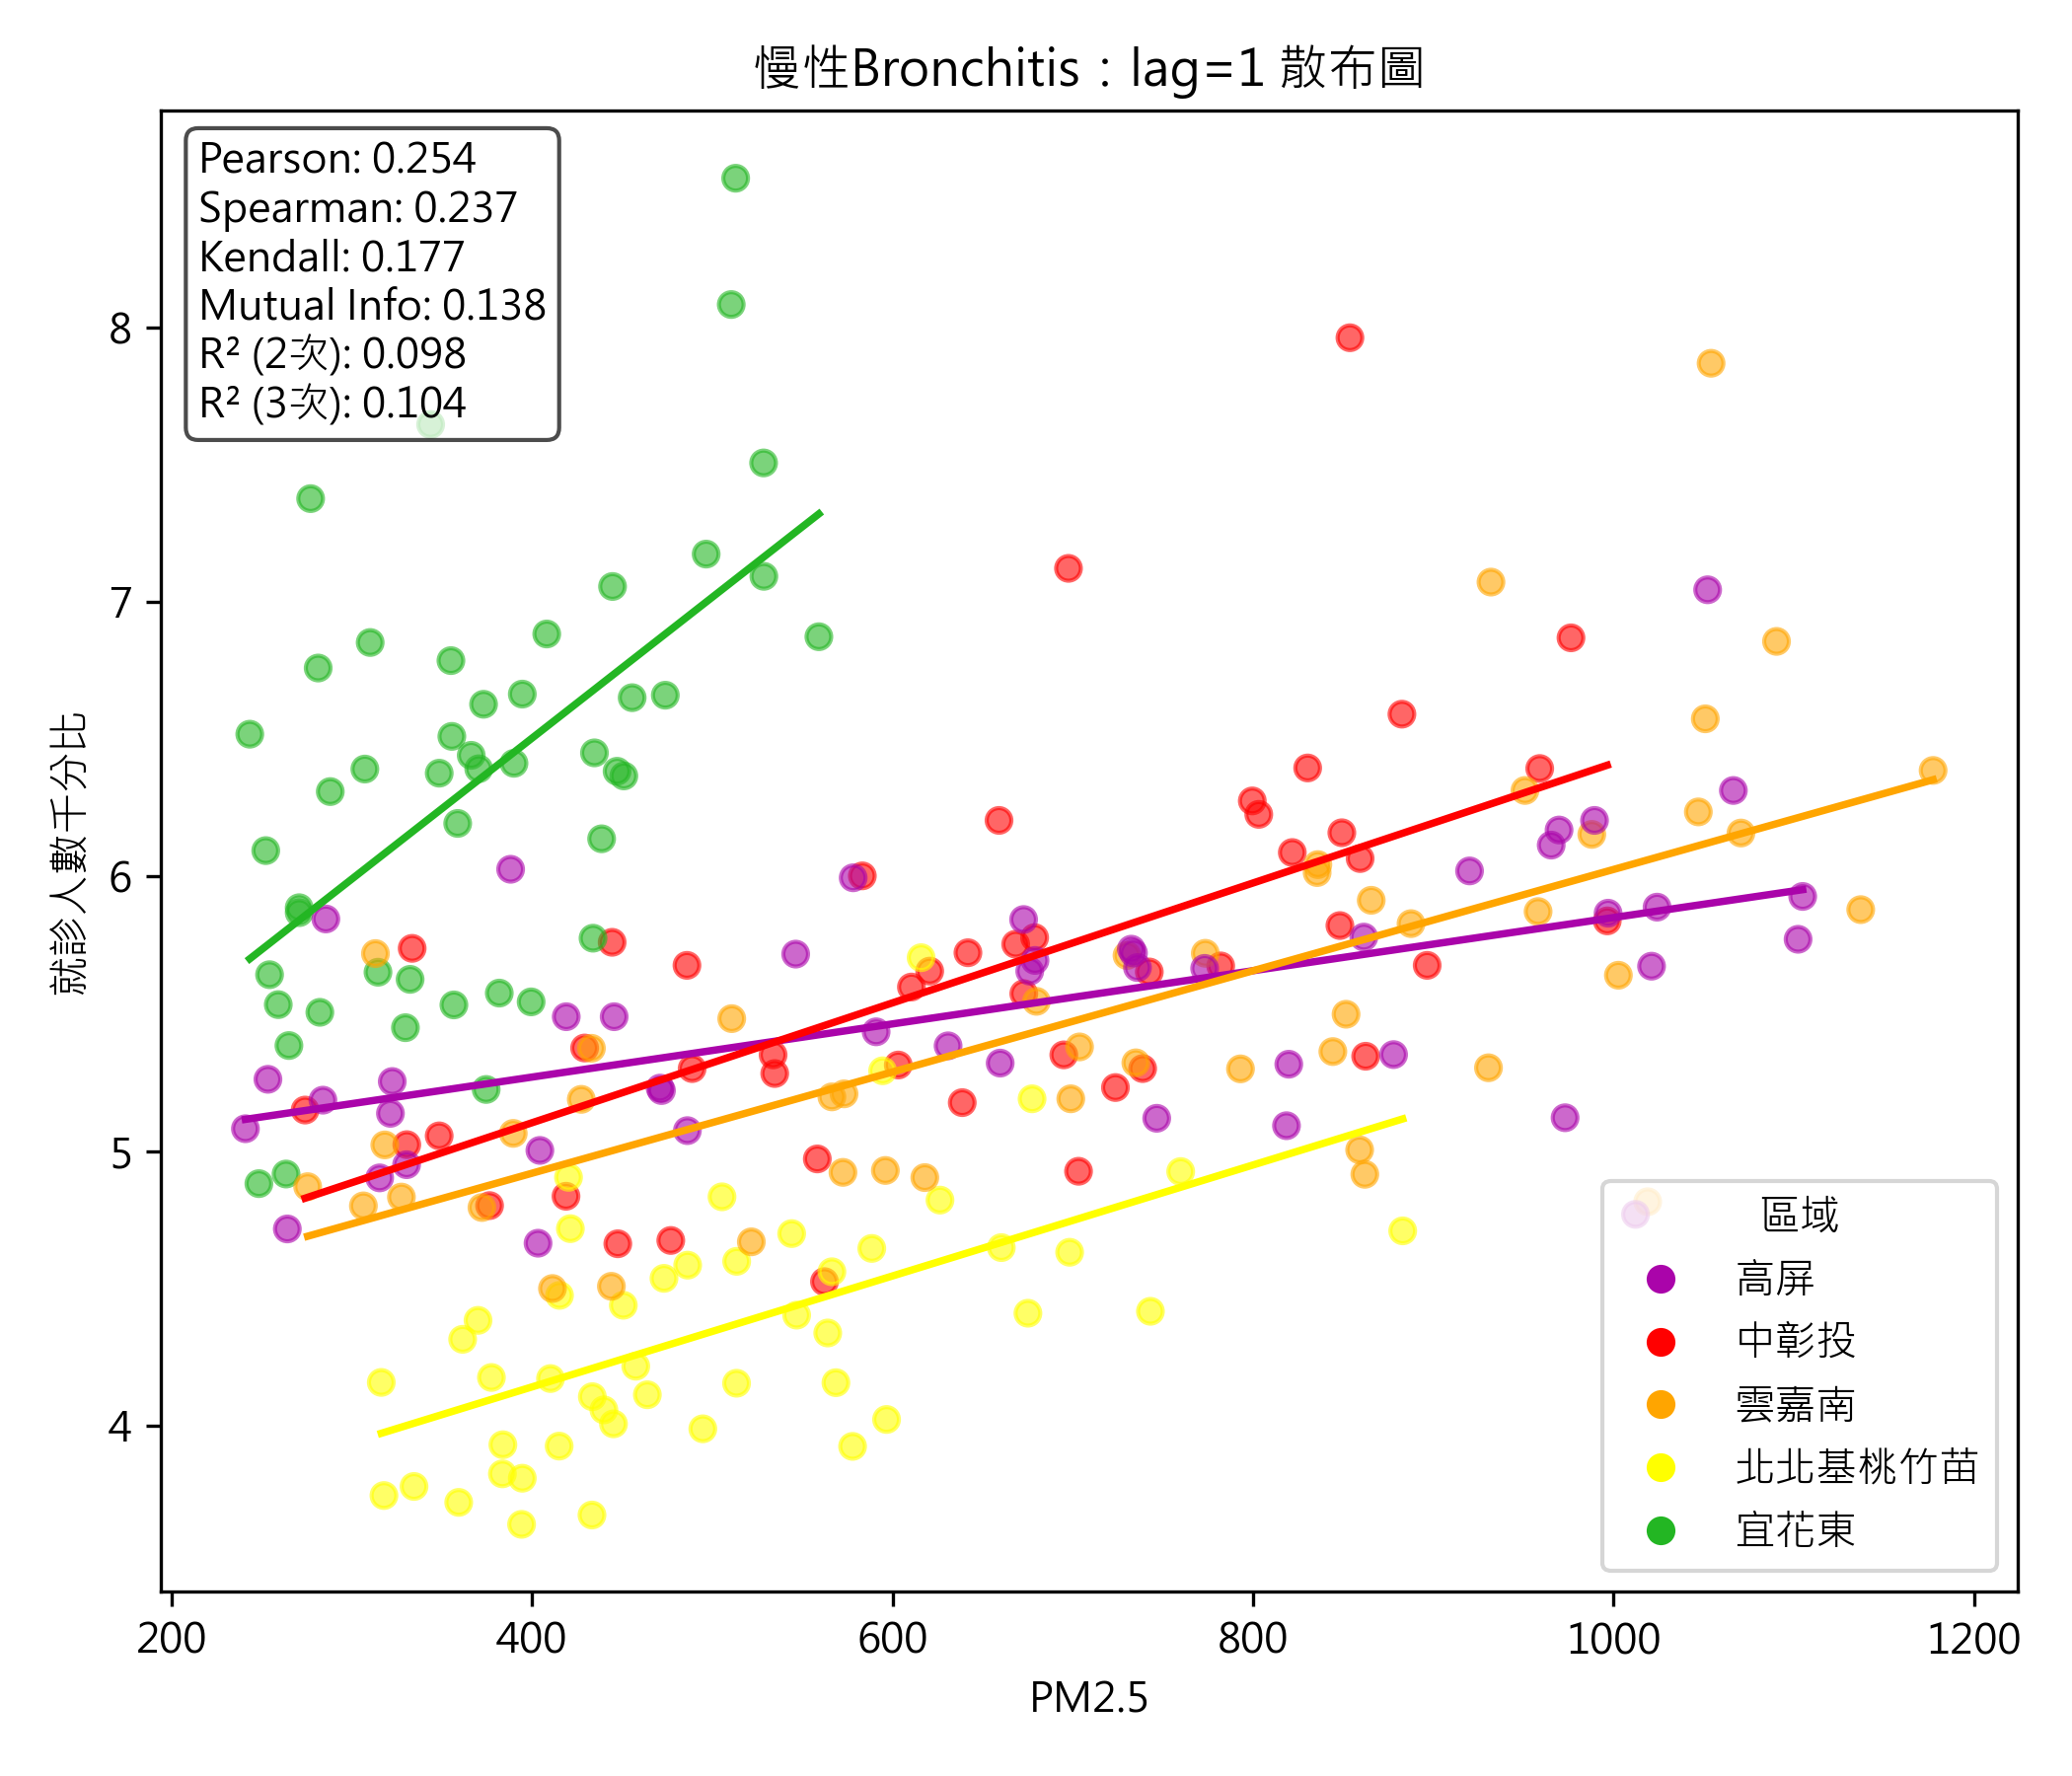 慢性Bronchitis：lag=1 散布圖
Pearson: 0.254
Spearman: 0.237
Kendall: 0.177
Mutual Info: 0.138
R² (2次): 0.098
R² (3次): 0.104
就診人數千分比
8
7
6
5
4
區域
高屏
中彰投
雲嘉南
北北基桃竹苗
宜花東
200 400 600 800 1000 1200
PM2.5